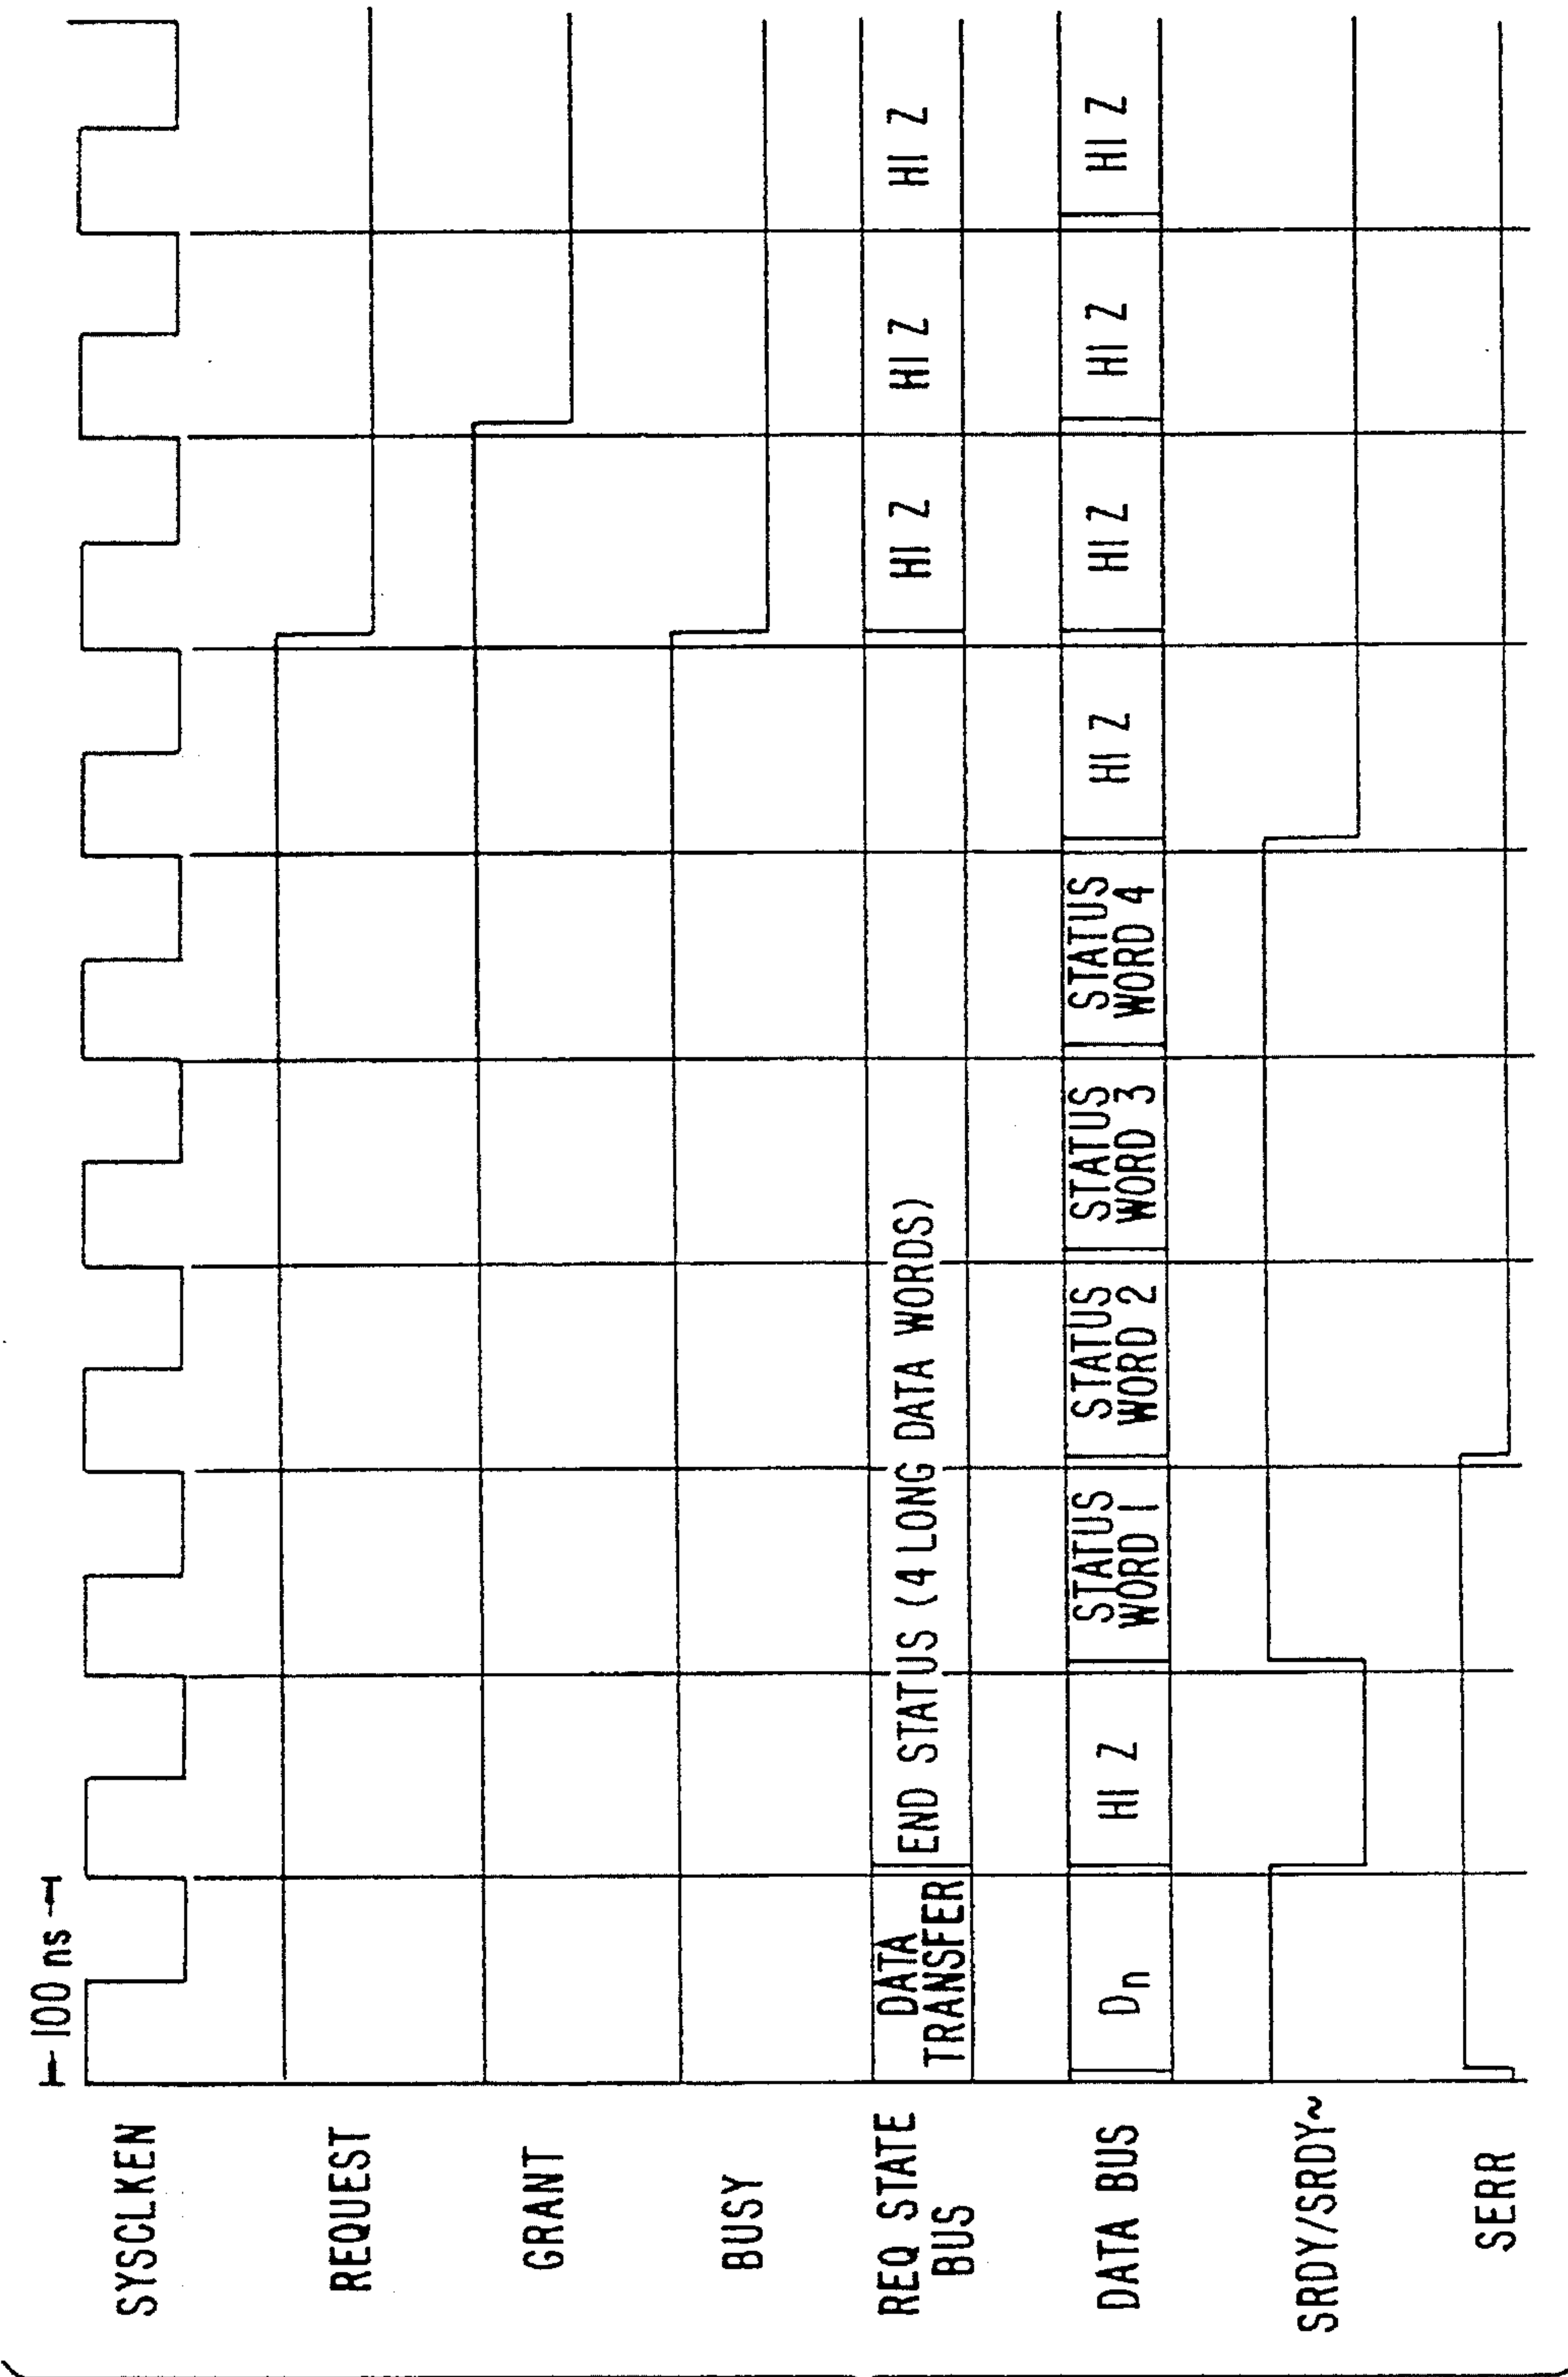 100 ns
SYSCLKEN
REQUEST
GRANT
BUSY
REQ STATE
BUS
DATA
TRANSFER
END STATUS (4 LONG DATA WORDS)
HI Z
HI Z
HI Z
DATA BUS
Dn
HI Z
STATUS
WORD 1
STATUS
WORD 2
STATUS
WORD 3
STATUS
WORD 4
HI Z
HI Z
HI Z
HI Z
SRDY/SRDY~
SERR